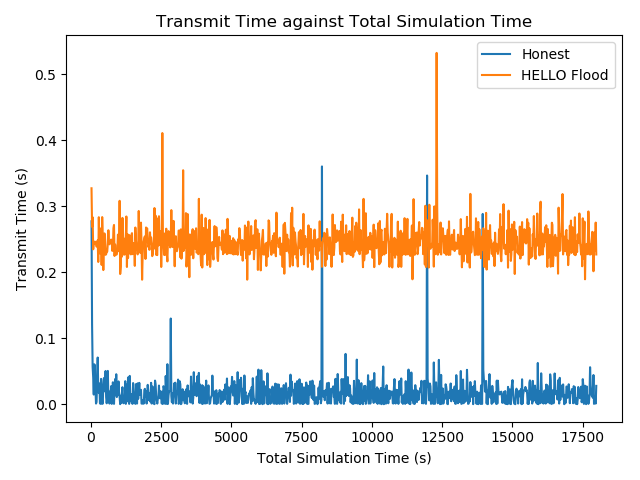 Transmit Time against Total Simulation Time
Honest
HELLO Flood
Transmit Time (s)
0.5
0.4
0.3
0.2
0.1
0.0
0 2500 5000 7500 10000 12500 15000 17500
Total Simulation Time (s)